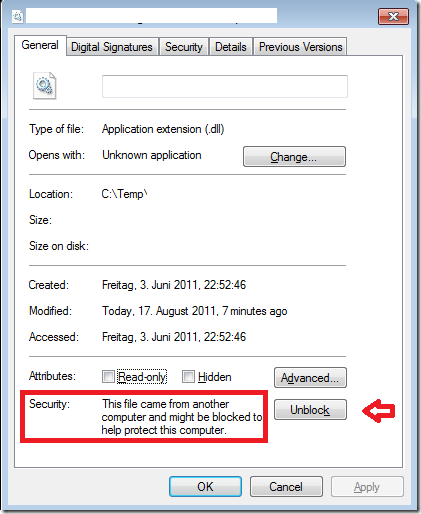 General
Digital Signatures
Security
Details
Previous Versions
Type of file: Application extension (.dll)
Opens with: Unknown application
Change...
Location: C:\Temp\
Size:
Size on disk:
Created: Freitag, 3. Juni 2011, 22:52:46
Modified: Today, 17. August 2011, 7 minutes ago
Accessed: Freitag, 3. Juni 2011, 22:52:46
Attributes: Read-only Hidden Advanced...
Security: This file came from another
computer and might be blocked to
help protect this computer.
Unblock
OK Cancel Apply